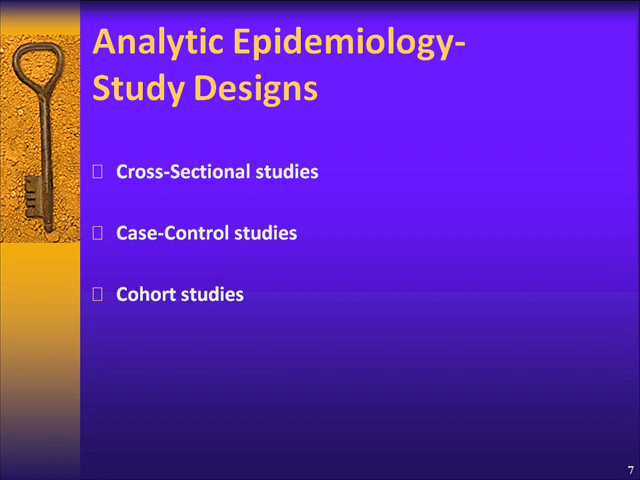 Analytic Epidemiology-
Study Designs
Cross-Sectional studies
Case-Control studies
Cohort studies
7